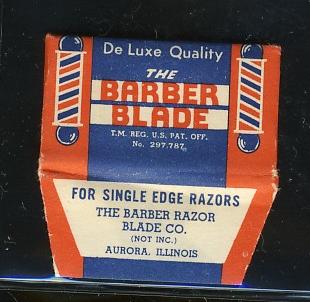 De Luxe Quality
THE
BARBER
BLADE
T.M. REG. U.S. PAT. OFF.
No. 297.787
FOR SINGLE EDGE RAZORS
THE BARBER RAZOR
BLADE CO.
(NOT INC.)
AURORA, ILLINOIS